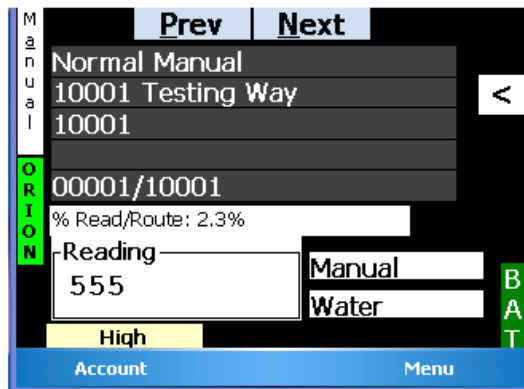 Manual
Prev Next
Normal Manual
10001 Testing Way
<
10001
00001/10001
ORION
% Read/Route: 2.3%
Reading
555
Manual
Water
BAT
High
Account Menu